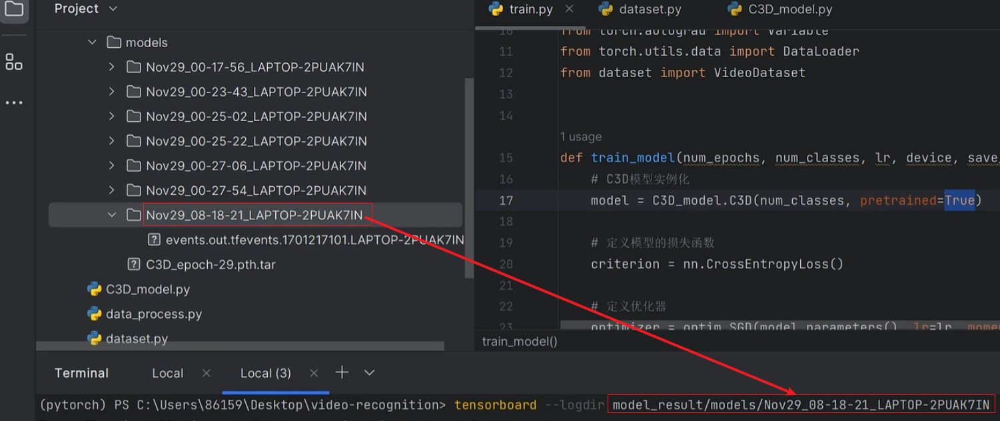 Project
models
Nov29_00-17-56_LAPTOP-2PUAK7IN
Nov29_00-23-43_LAPTOP-2PUAK7IN
Nov29_00-25-02_LAPTOP-2PUAK7IN
Nov29_00-25-22_LAPTOP-2PUAK7IN
Nov29_00-27-06_LAPTOP-2PUAK7IN
Nov29_00-27-54_LAPTOP-2PUAK7IN
Nov29_08-18-21_LAPTOP-2PUAK7IN
events.out.tfevents.1701217101.LAPTOP-2PUAK7IN
C3D_epoch-29.pth.tar
C3D_model.py
data_process.py
dataset.py
train.py dataset.py C3D_model.py
10 from torch.autograd import Variable
11 from torch.utils.data import DataLoader
12 from dataset import VideoDataset
13
14
1 usage
15 def train_model(num_epochs, num_classes, lr, device, save
16 # C3D模型实例化
17 model = C3D_model.C3D(num_classes, pretrained=True)
18
19 # 定义模型的损失函数
20 criterion = nn.CrossEntropyLoss()
21
22 # 定义优化器
23 optimizer = optim.SGD(model.parameters(), lr=lr, mome
train_model()
Terminal Local Local (3)
(pytorch) PS C:\Users\86159\Desktop\video-recognition> tensorboard --logdir model_result/models/Nov29_08-18-21_LAPTOP-2PUAK7IN